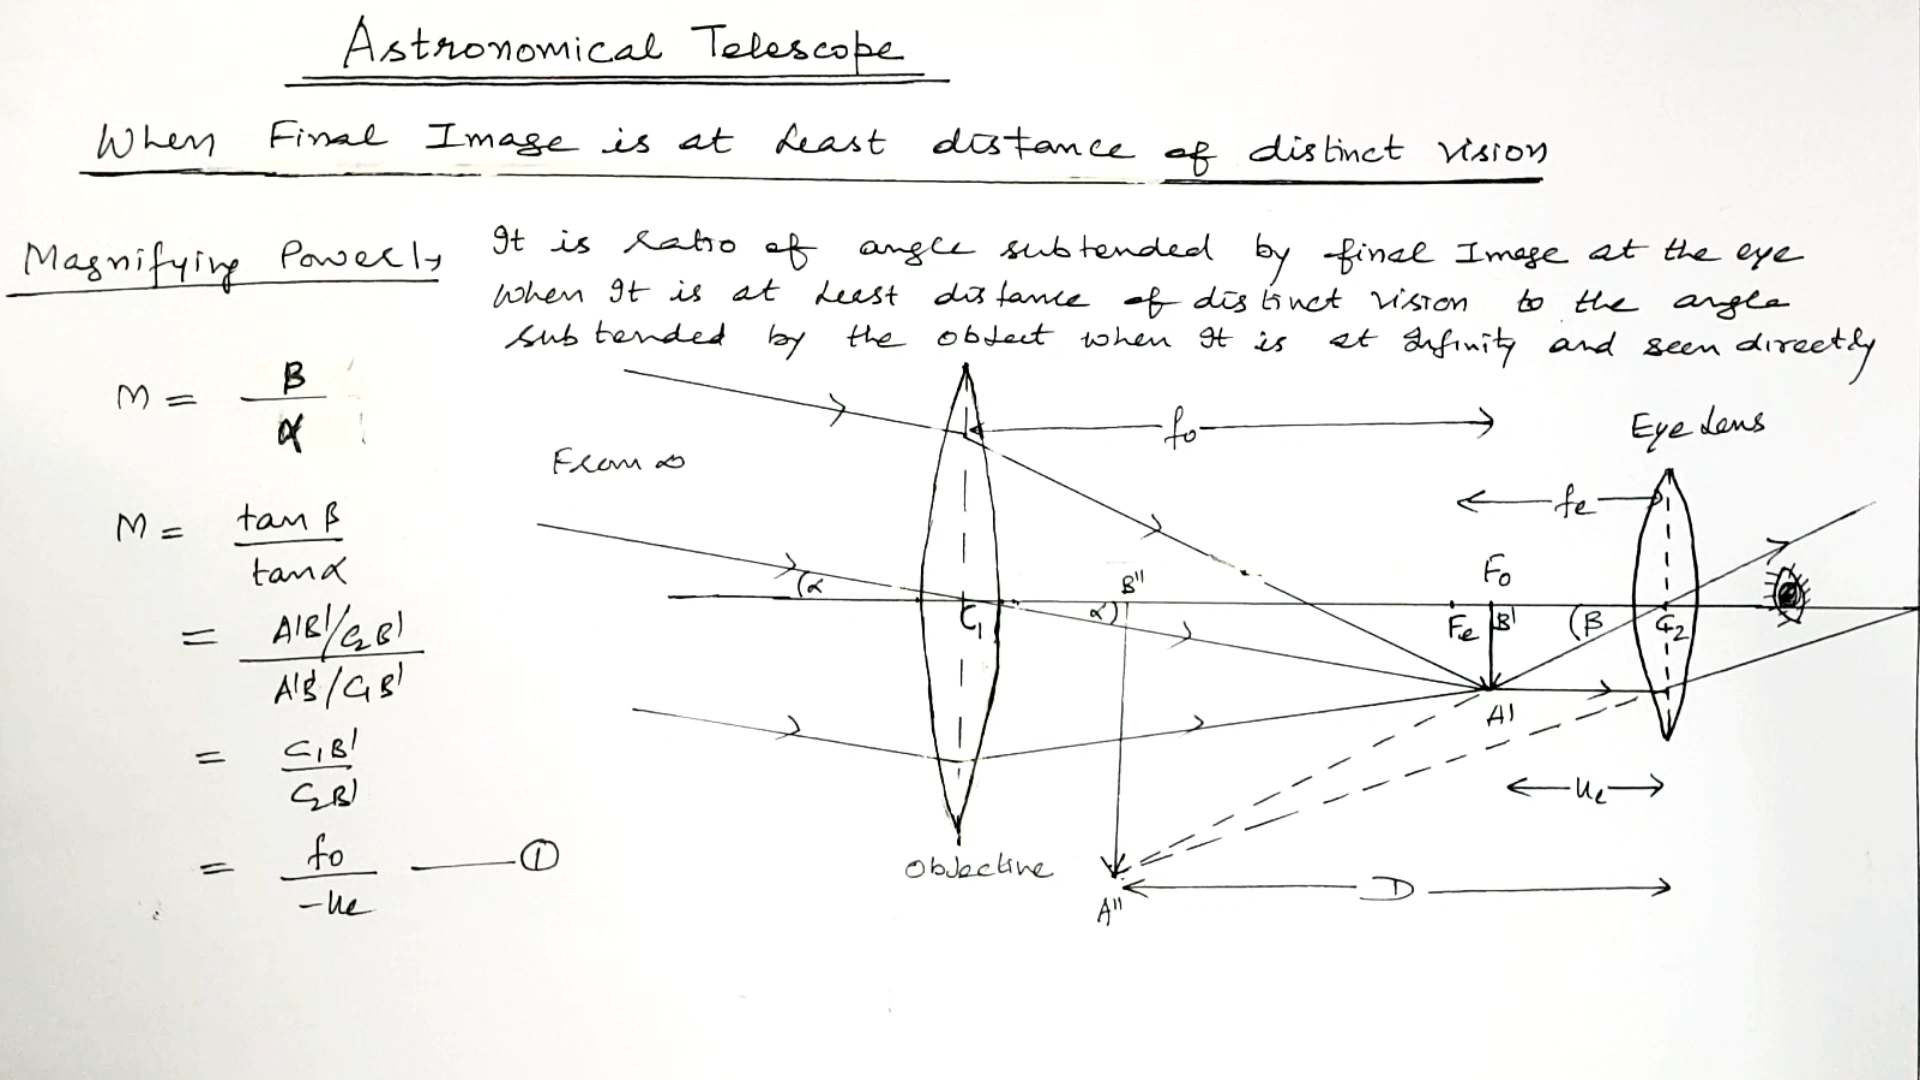 Astronomical Telescope
When Final Image is at Least distance of distinct vision
Magnifying Power :→ It is ratio of angle subtended by final Image at the eye
When It is at Least distance of distinct vision to the angle
subtended by the object when It is at Infinity and seen directly
M = β / α
M = tan β / tan α
= A'B'/C₂B' / A'B'/C₁B'
= C₁B' / C₂B'
= fo / -ue ——— ①
From ∞
fo
Eye Lens
fe
Fo
(α
C₁
B''
α)
Fe
B'
(β
C₂
A'
ue
Objective
A''
D